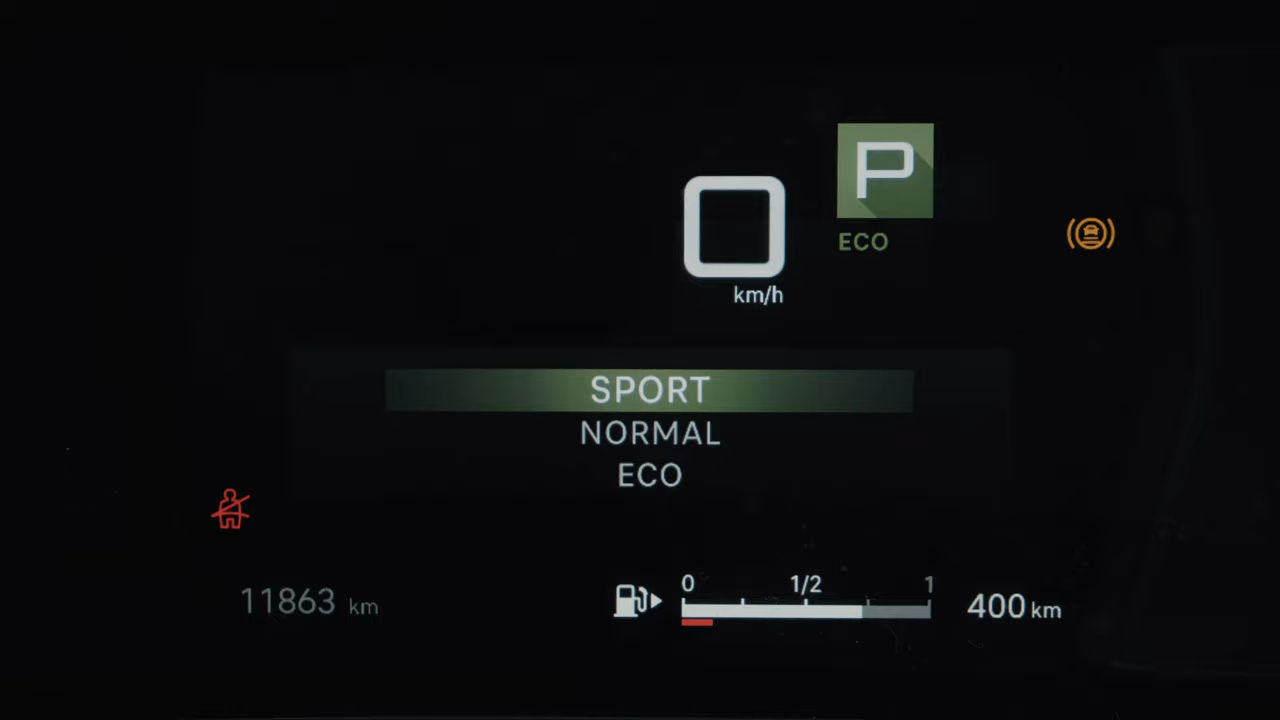 P
0
ECO
km/h
SPORT
NORMAL
ECO
0 1/2 1
11863 km
400 km